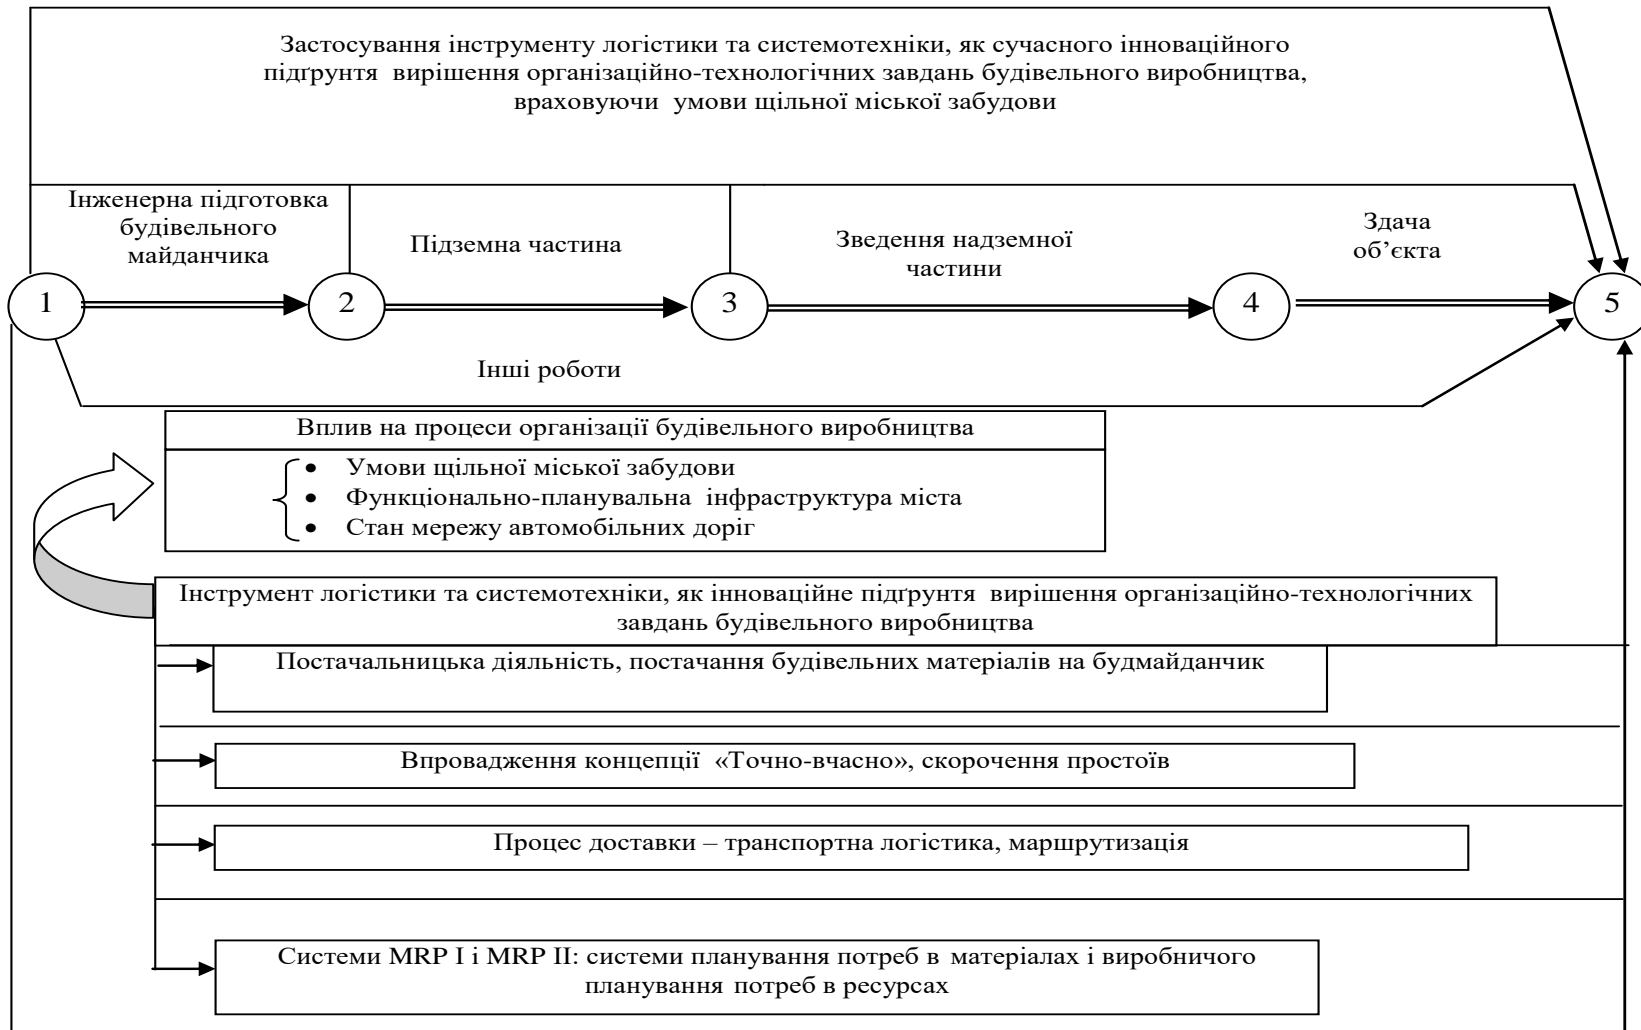 Застосування інструменту логістики та системотехніки, як сучасного інноваційного
підґрунтя вирішення організаційно-технологічних завдань будівельного виробництва,
враховуючи умови щільної міської забудови
Інженерна підготовка
будівельного
майданчика
Підземна частина
Зведення надземної
частини
Здача
об’єкта
1
2
3
4
5
Інші роботи
Вплив на процеси організації будівельного виробництва
• Умови щільної міської забудови
• Функціонально-планувальна інфраструктура міста
• Стан мережу автомобільних доріг
Інструмент логістики та системотехніки, як інноваційне підґрунтя вирішення організаційно-технологічних
завдань будівельного виробництва
Постачальницька діяльність, постачання будівельних матеріалів на будмайданчик
Впровадження концепції «Точно-вчасно», скорочення простоїв
Процес доставки – транспортна логістика, маршрутизація
Системи MRP I і MRP II: системи планування потреб в матеріалах і виробничого
планування потреб в ресурсах